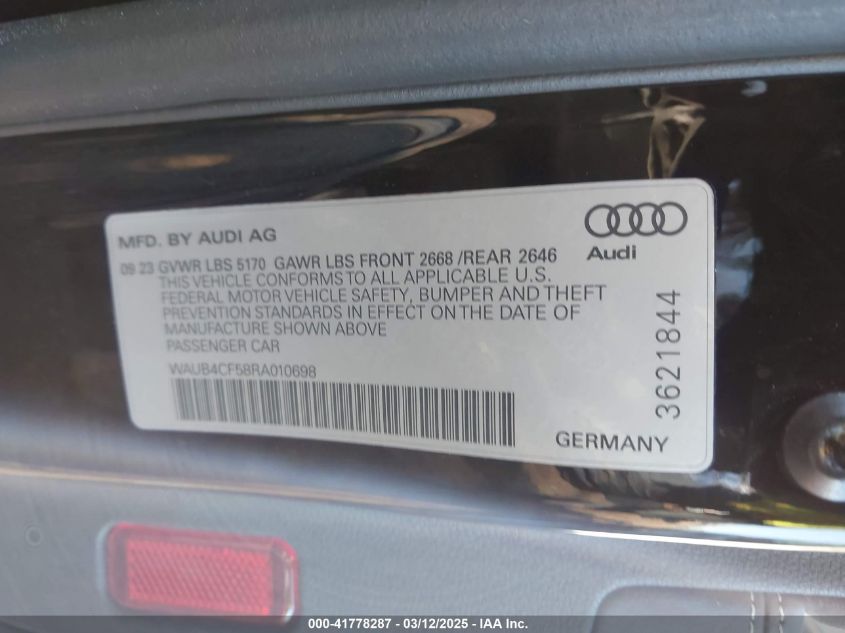 MFD. BY AUDI AG
Audi
09 23 GVWR LBS 5170 GAWR LBS FRONT 2668 /REAR 2646
THIS VEHICLE CONFORMS TO ALL APPLICABLE U.S.
FEDERAL MOTOR VEHICLE SAFETY, BUMPER AND THEFT
PREVENTION STANDARDS IN EFFECT ON THE DATE OF
MANUFACTURE SHOWN ABOVE
PASSENGER CAR
WAUB4CF58RA010698
3621844
GERMANY
000-41778287 - 03/12/2025 - IAA Inc.